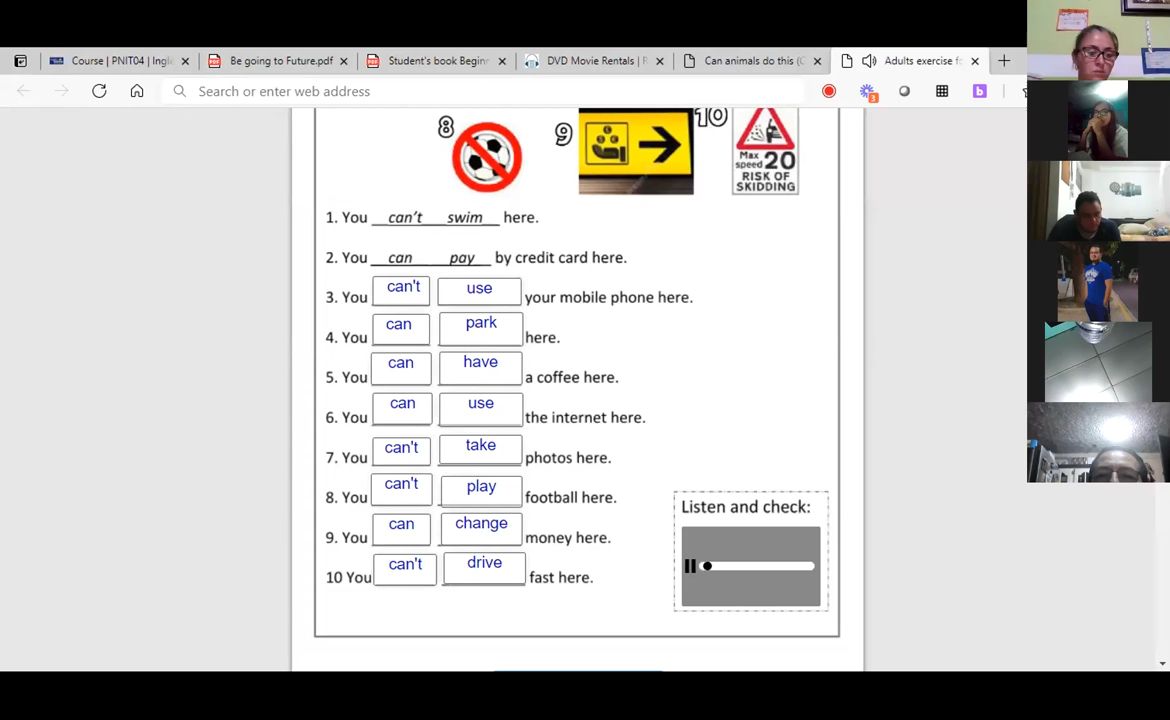 Course | PNIT04 | Ingl
Be going to Future.pdf
Student's book Beginn
DVD Movie Rentals | R
Can animals do this (C
Adults exercise fo
Search or enter web address
3
8
9
10
Max
speed 20
RISK OF
SKIDDING
1. You can't swim here.
2. You can pay by credit card here.
3. You can't use your mobile phone here.
4. You can park here.
5. You can have a coffee here.
6. You can use the internet here.
7. You can't take photos here.
8. You can't play football here.
9. You can change money here.
10 You can't drive fast here.
Listen and check: